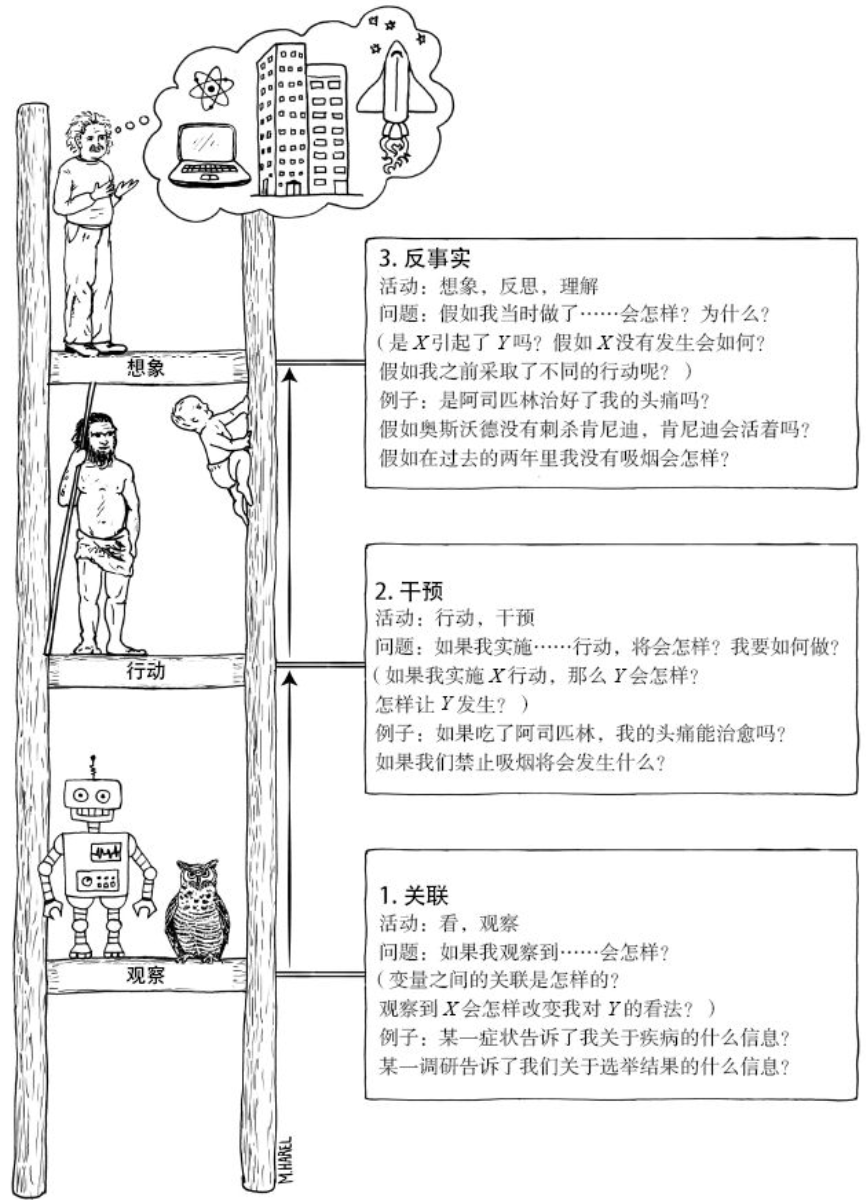 3. 反事实
活动：想象，反思，理解
问题：假如我当时做了……会怎样？为什么？
（是X引起了Y吗？假如X没有发生会如何？
假如我之前采取了不同的行动呢？）
例子：是阿司匹林治好了我的头痛吗？
假如奥斯沃德没有刺杀肯尼迪，肯尼迪会活着吗？
假如在过去的两年里我没有吸烟会怎样？
想象
2. 干预
活动：行动，干预
问题：如果我实施……行动，将会怎样？我要如何做？
（如果我实施X行动，那么Y会怎样？
怎样让Y发生？）
例子：如果吃了阿司匹林，我的头痛能治愈吗？
如果我们禁止吸烟将会发生什么？
行动
1. 关联
活动：看，观察
问题：如果我观察到……会怎样？
（变量之间的关联是怎样的？
观察到X会怎样改变我对Y的看法？）
例子：某一症状告诉了我关于疾病的什么信息？
某一调研告诉了我们关于选举结果的什么信息？
观察
M.HAREL